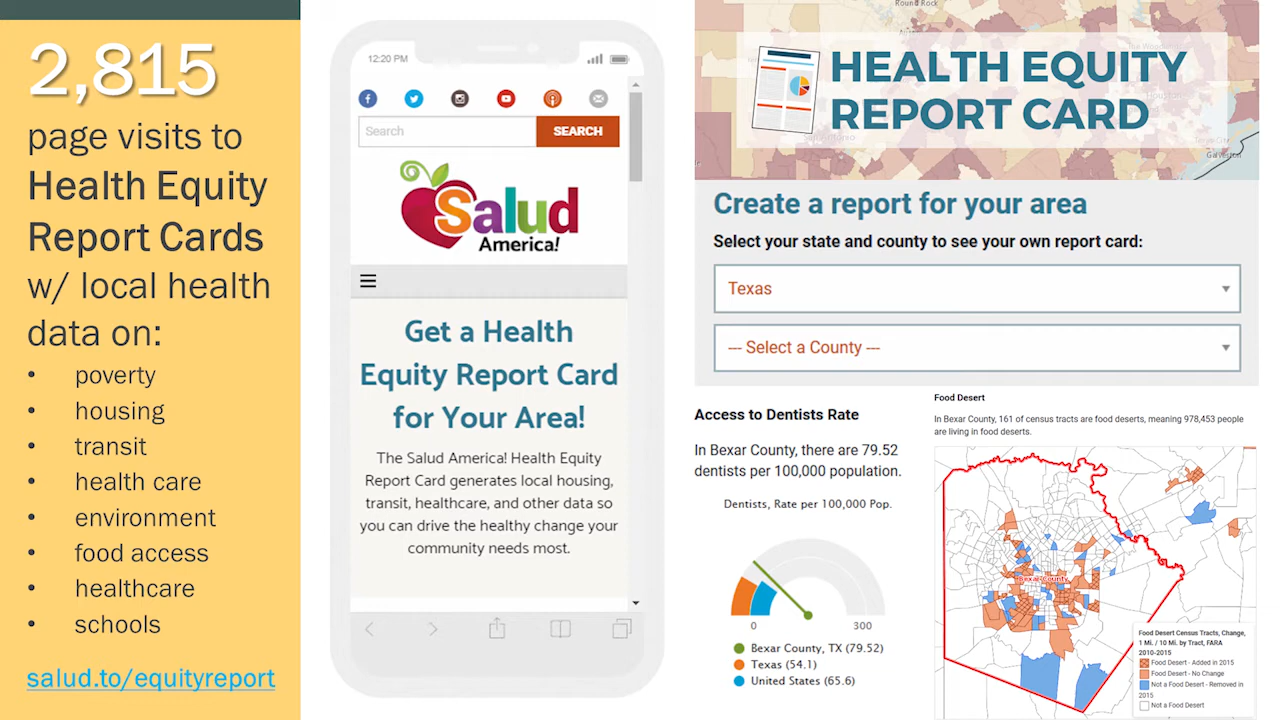 2,815
page visits to
Health Equity
Report Cards
w/ local health
data on:
• poverty
• housing
• transit
• health care
• environment
• food access
• healthcare
• schools
salud.to/equityreport
12:20 PM
Search
SEARCH
Salud
America!
Get a Health
Equity Report Card
for Your Area!
The Salud America! Health Equity
Report Card generates local housing,
transit, healthcare, and other data so
you can drive the healthy change your
community needs most.
Round Rock
HEALTH EQUITY
REPORT CARD
Galveston
Create a report for your area
Select your state and county to see your own report card:
Texas
--- Select a County ---
Access to Dentists Rate
In Bexar County, there are 79.52
dentists per 100,000 population.
Dentists, Rate per 100,000 Pop.
0 300
Bexar County, TX (79.52)
Texas (54.1)
United States (65.6)
Food Desert
In Bexar County, 161 of census tracts are food deserts, meaning 978,453 people
are living in food deserts.
Bexar County
Food Desert Census Tracts, Change,
1 Mi. / 10 Mi. by Tract, FARA
2010-2015
Food Desert - Added in 2015
Food Desert - No Change
Not a Food Desert - Removed in
2015
Not a Food Desert